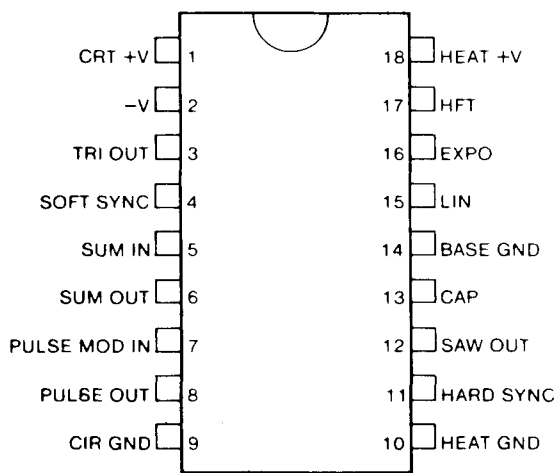 CRT +V 1 18 HEAT +V
–V 2 17 HFT
TRI OUT 3 16 EXPO
SOFT SYNC 4 15 LIN
SUM IN 5 14 BASE GND
SUM OUT 6 13 CAP
PULSE MOD IN 7 12 SAW OUT
PULSE OUT 8 11 HARD SYNC
CIR GND 9 10 HEAT GND